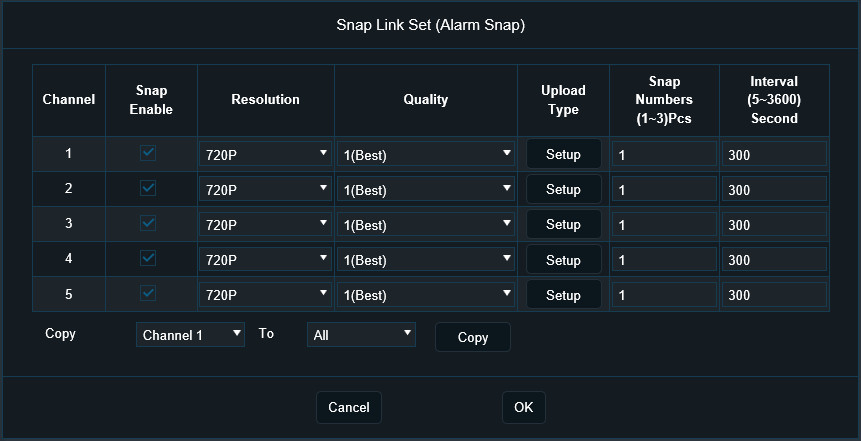 Snap Link Set (Alarm Snap)
Channel Snap Enable Resolution Quality Upload Type Snap Numbers (1~3)Pcs Interval (5~3600) Second
1 720P 1(Best) Setup 1 300
2 720P 1(Best) Setup 1 300
3 720P 1(Best) Setup 1 300
4 720P 1(Best) Setup 1 300
5 720P 1(Best) Setup 1 300
Copy Channel 1 To All Copy
Cancel OK